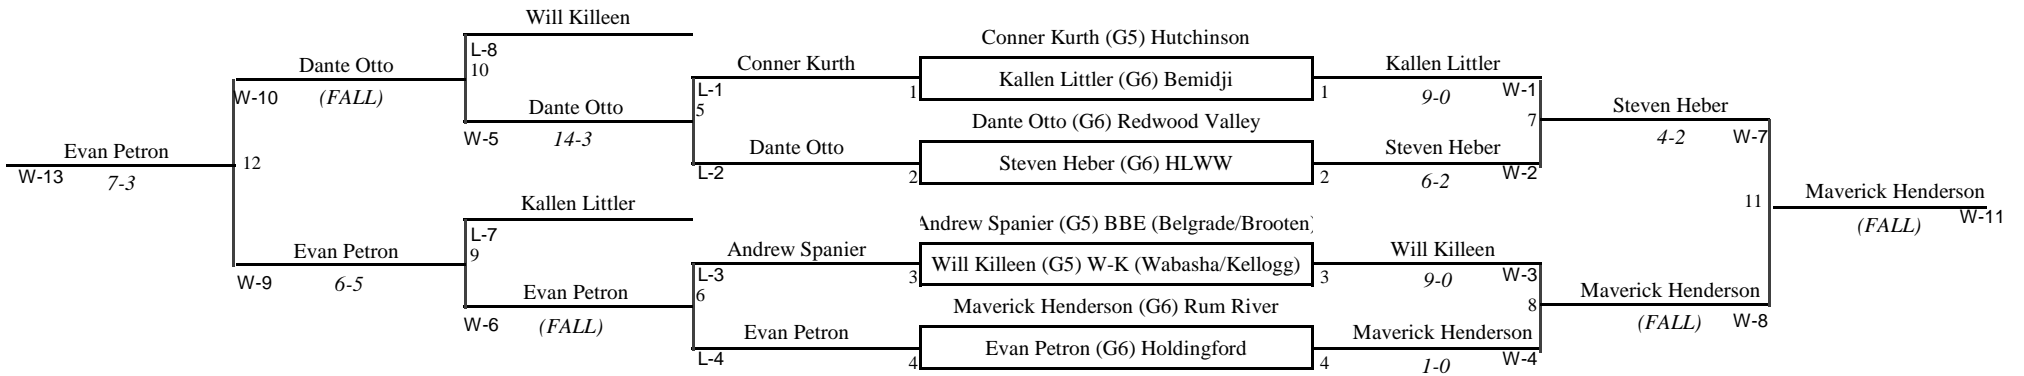 Will Killeen
L-8
10
Dante Otto
W-10
(FALL)
Dante Otto
W-5
14-3
Evan Petron
W-13
7-3
12
Kallen Littler
L-7
9
Evan Petron
W-9
6-5
Evan Petron
W-6
(FALL)
Conner Kurth
L-1
5
Dante Otto
L-2
Andrew Spanier
L-3
6
Evan Petron
L-4
Conner Kurth (G5) Hutchinson
1 Kallen Littler (G6) Bemidji 1
Dante Otto (G6) Redwood Valley
2 Steven Heber (G6) HLWW 2
Andrew Spanier (G5) BBE (Belgrade/Brooten)
3 Will Killeen (G5) W-K (Wabasha/Kellogg) 3
Maverick Henderson (G6) Rum River
4 Evan Petron (G6) Holdingford 4
Kallen Littler
9-0
W-1
7
Steven Heber
6-2
W-2
Will Killeen
9-0
W-3
8
Maverick Henderson
1-0
W-4
Steven Heber
4-2
W-7
11
Maverick Henderson
(FALL)
W-8
Maverick Henderson
(FALL)
W-11